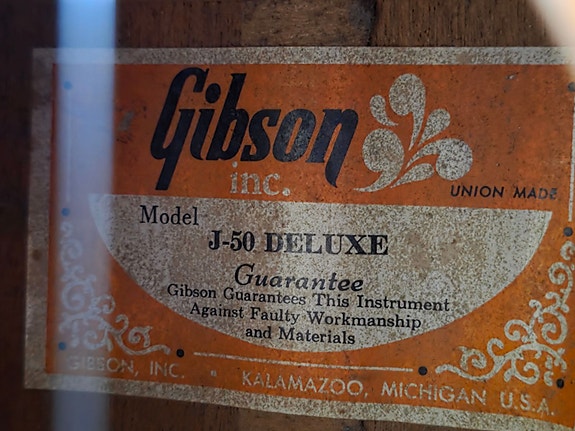 Gibson
inc.
UNION MADE
Model
J-50 DELUXE
Guarantee
Gibson Guarantees This Instrument
Against Faulty Workmanship
and Materials
GIBSON, INC. • KALAMAZOO, MICHIGAN U.S.A.